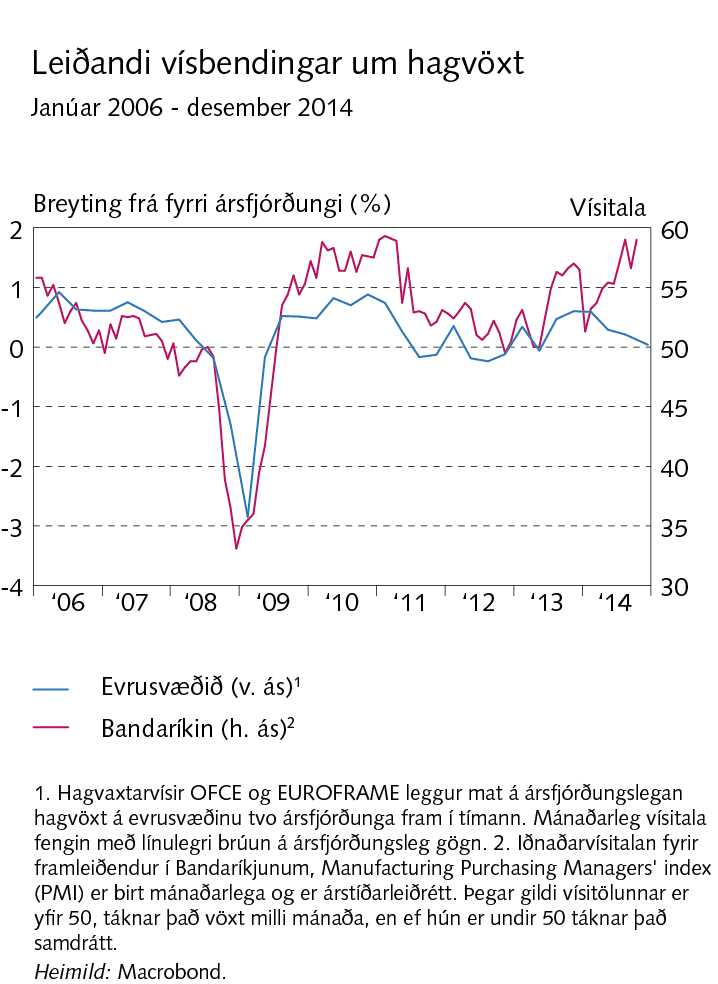 Leiðandi vísbendingar um hagvöxt
Janúar 2006 - desember 2014
Breyting frá fyrri ársfjórðungi (%)
Vísitala
2 60
1 55
0 50
-1 45
-2 40
-3 35
-4 30
‘06 ‘07 ‘08 ‘09 ‘10 ‘11 ‘12 ‘13 ‘14
Evrusvæðið (v. ás)¹
Bandaríkin (h. ás)²
1. Hagvaxtarvísir OFCE og EUROFRAME leggur mat á ársfjórðungslegan
hagvöxt á evrusvæðinu tvo ársfjórðunga fram í tímann. Mánaðarleg vísitala
fengin með línulegri brúun á ársfjórðungsleg gögn. 2. Iðnaðarvísitalan fyrir
framleiðendur í Bandaríkjunum, Manufacturing Purchasing Managers' index
(PMI) er birt mánaðarlega og er árstíðarleiðrétt. Þegar gildi vísitölunnar er
yfir 50, táknar það vöxt milli mánaða, en ef hún er undir 50 táknar það
samdrátt.
Heimild: Macrobond.